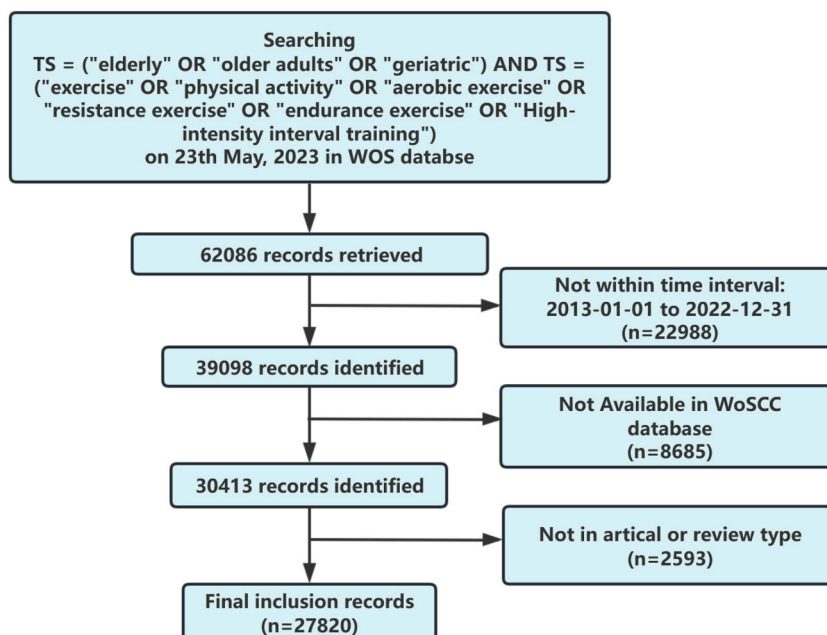 Searching
TS = ("elderly" OR "older adults" OR "geriatric") AND TS =
("exercise" OR "physical activity" OR "aerobic exercise" OR
"resistance exercise" OR "endurance exercise" OR "High-
intensity interval training")
on 23th May, 2023 in WOS databse
62086 records retrieved
Not within time interval:
2013-01-01 to 2022-12-31
(n=22988)
39098 records identified
Not Available in WoSCC
database
(n=8685)
30413 records identified
Not in artical or review type
(n=2593)
Final inclusion records
(n=27820)